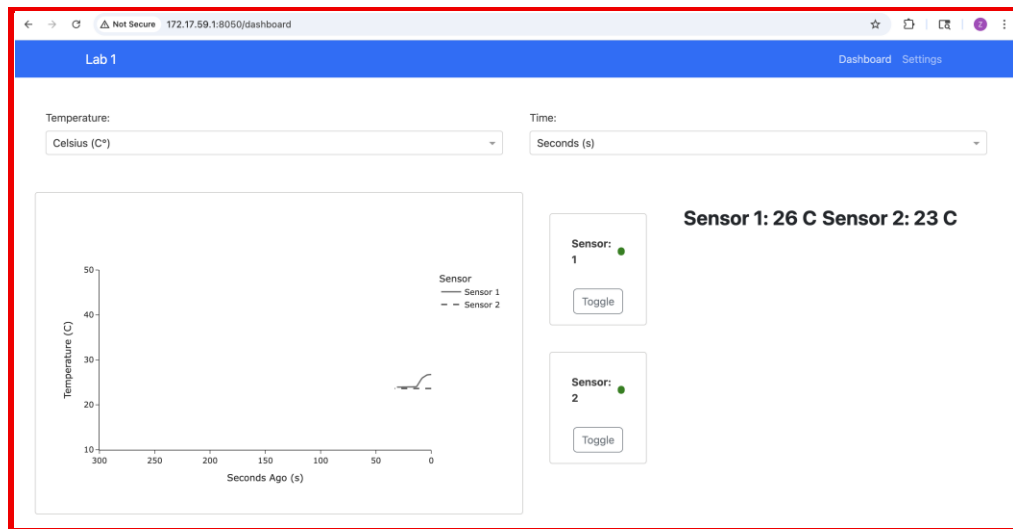 Not Secure 172.17.59.1:8050/dashboard
Z
Lab 1
Dashboard Settings
Temperature:
Time:
Celsius (C°)
Seconds (s)
Sensor 1: 26 C Sensor 2: 23 C
Sensor:
1
Toggle
Sensor:
2
Toggle
Sensor
Sensor 1
Sensor 2
Temperature (C)
50
40
30
20
10
300 250 200 150 100 50 0
Seconds Ago (s)